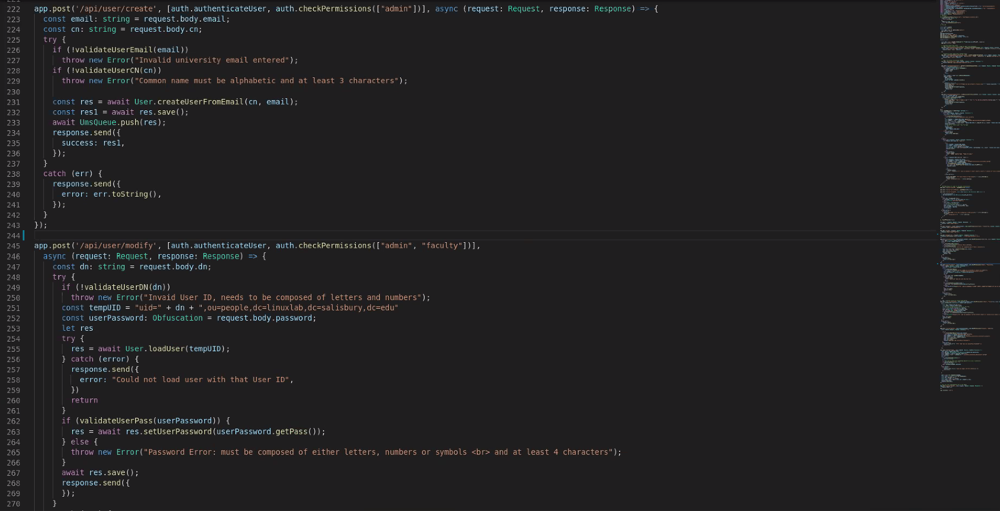 222 app.post('/api/user/create', [auth.authenticateUser, auth.checkPermissions(["admin"])], async (request: Request, response: Response) => {
223 const email: string = request.body.email;
224 const cn: string = request.body.cn;
225 try {
226 if (!validateUserEmail(email))
227 throw new Error("Invalid university email entered");
228 if (!validateUserCN(cn))
229 throw new Error("Common name must be alphabetic and at least 3 characters");
230
231 const res = await User.createUserFromEmail(cn, email);
232 const res1 = await res.save();
233 await UmsQueue.push(res);
234 response.send({
235 success: res1,
236 });
237 }
238 catch (err) {
239 response.send({
240 error: err.toString(),
241 });
242 }
243 });
244
245 app.post('/api/user/modify', [auth.authenticateUser, auth.checkPermissions(["admin", "faculty"])],
246 async (request: Request, response: Response) => {
247 const dn: string = request.body.dn;
248 try {
249 if (!validateUserDN(dn))
250 throw new Error("Invaid User ID, needs to be composed of letters and numbers");
251 const tempUID = "uid=" + dn + ",ou=people,dc=linuxlab,dc=salisbury,dc=edu"
252 const userPassword: Obfuscation = request.body.password;
253 let res
254 try {
255 res = await User.loadUser(tempUID);
256 } catch (error) {
257 response.send({
258 error: "Could not load user with that User ID",
259 })
260 return
261 }
262 if (validateUserPass(userPassword)) {
263 res = await res.setUserPassword(userPassword.getPass());
264 } else {
265 throw new Error("Password Error: must be composed of either letters, numbers or symbols <br> and at least 4 characters");
266 }
267 await res.save();
268 response.send({
269 });
270 }